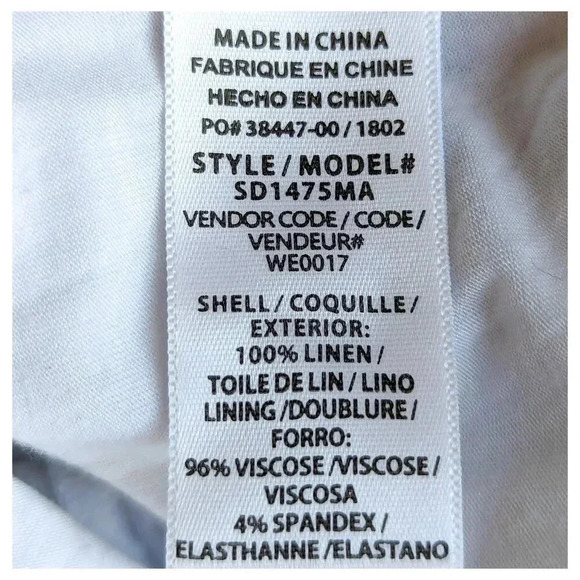 MADE IN CHINA
FABRIQUE EN CHINE
HECHO EN CHINA
PO# 38447-00 / 1802
STYLE / MODEL#
SD1475MA
VENDOR CODE / CODE /
VENDEUR#
WE0017
SHELL / COQUILLE /
EXTERIOR:
100% LINEN /
TOILE DE LIN / LINO
LINING /DOUBLURE /
FORRO:
96% VISCOSE /VISCOSE /
VISCOSA
4% SPANDEX /
ELASTHANNE /ELASTANO